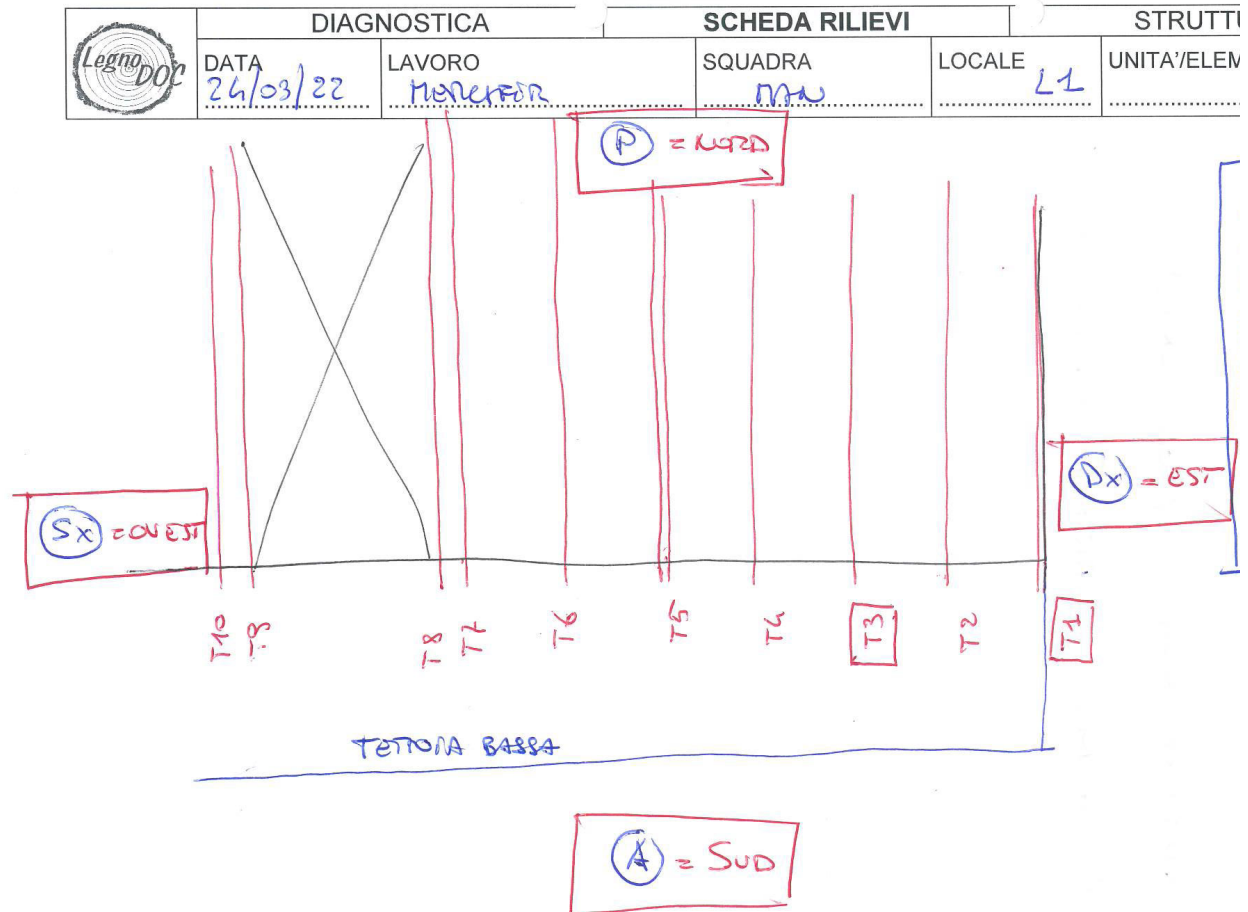 Legno DOC
DIAGNOSTICA
SCHEDA RILIEVI
STRUTTU
DATA
24/03/22
LAVORO
SQUADRA
MAN
LOCALE
L1
UNITA'/ELEM
P = NORD
Dx = EST
Sx = OVEST
T10 T9 T8 T7 T6 T5 T4 T3 T2 T1
TETTOIA BASSA
A = SUD